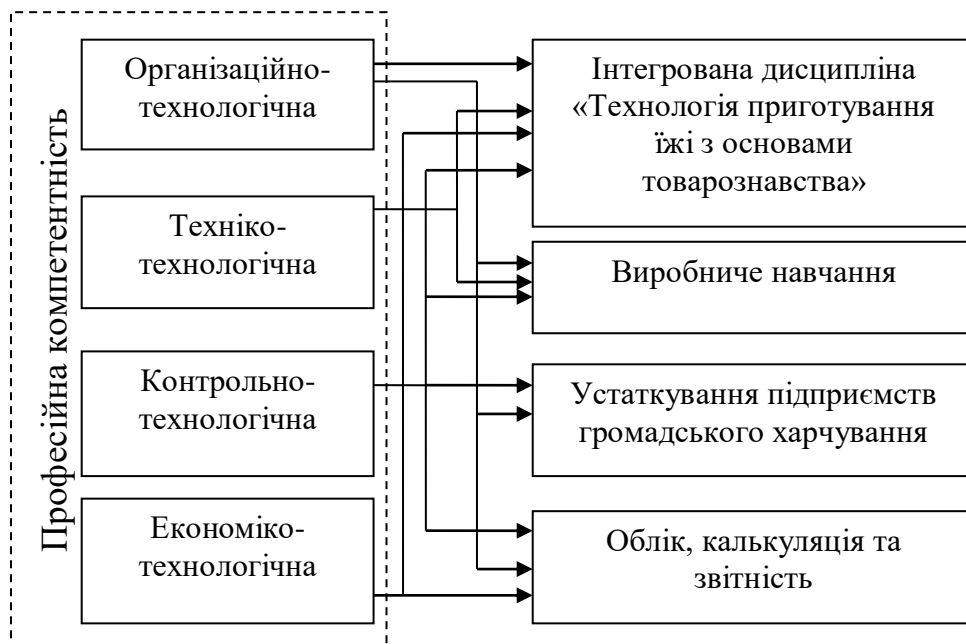 Професійна компетентність
Організаційно-
технологічна
Техніко-
технологічна
Контрольно-
технологічна
Економіко-
технологічна
Інтегрована дисципліна
«Технологія приготування
їжі з основами
товарознавства»
Виробниче навчання
Устаткування підприємств
громадського харчування
Облік, калькуляція та
звітність